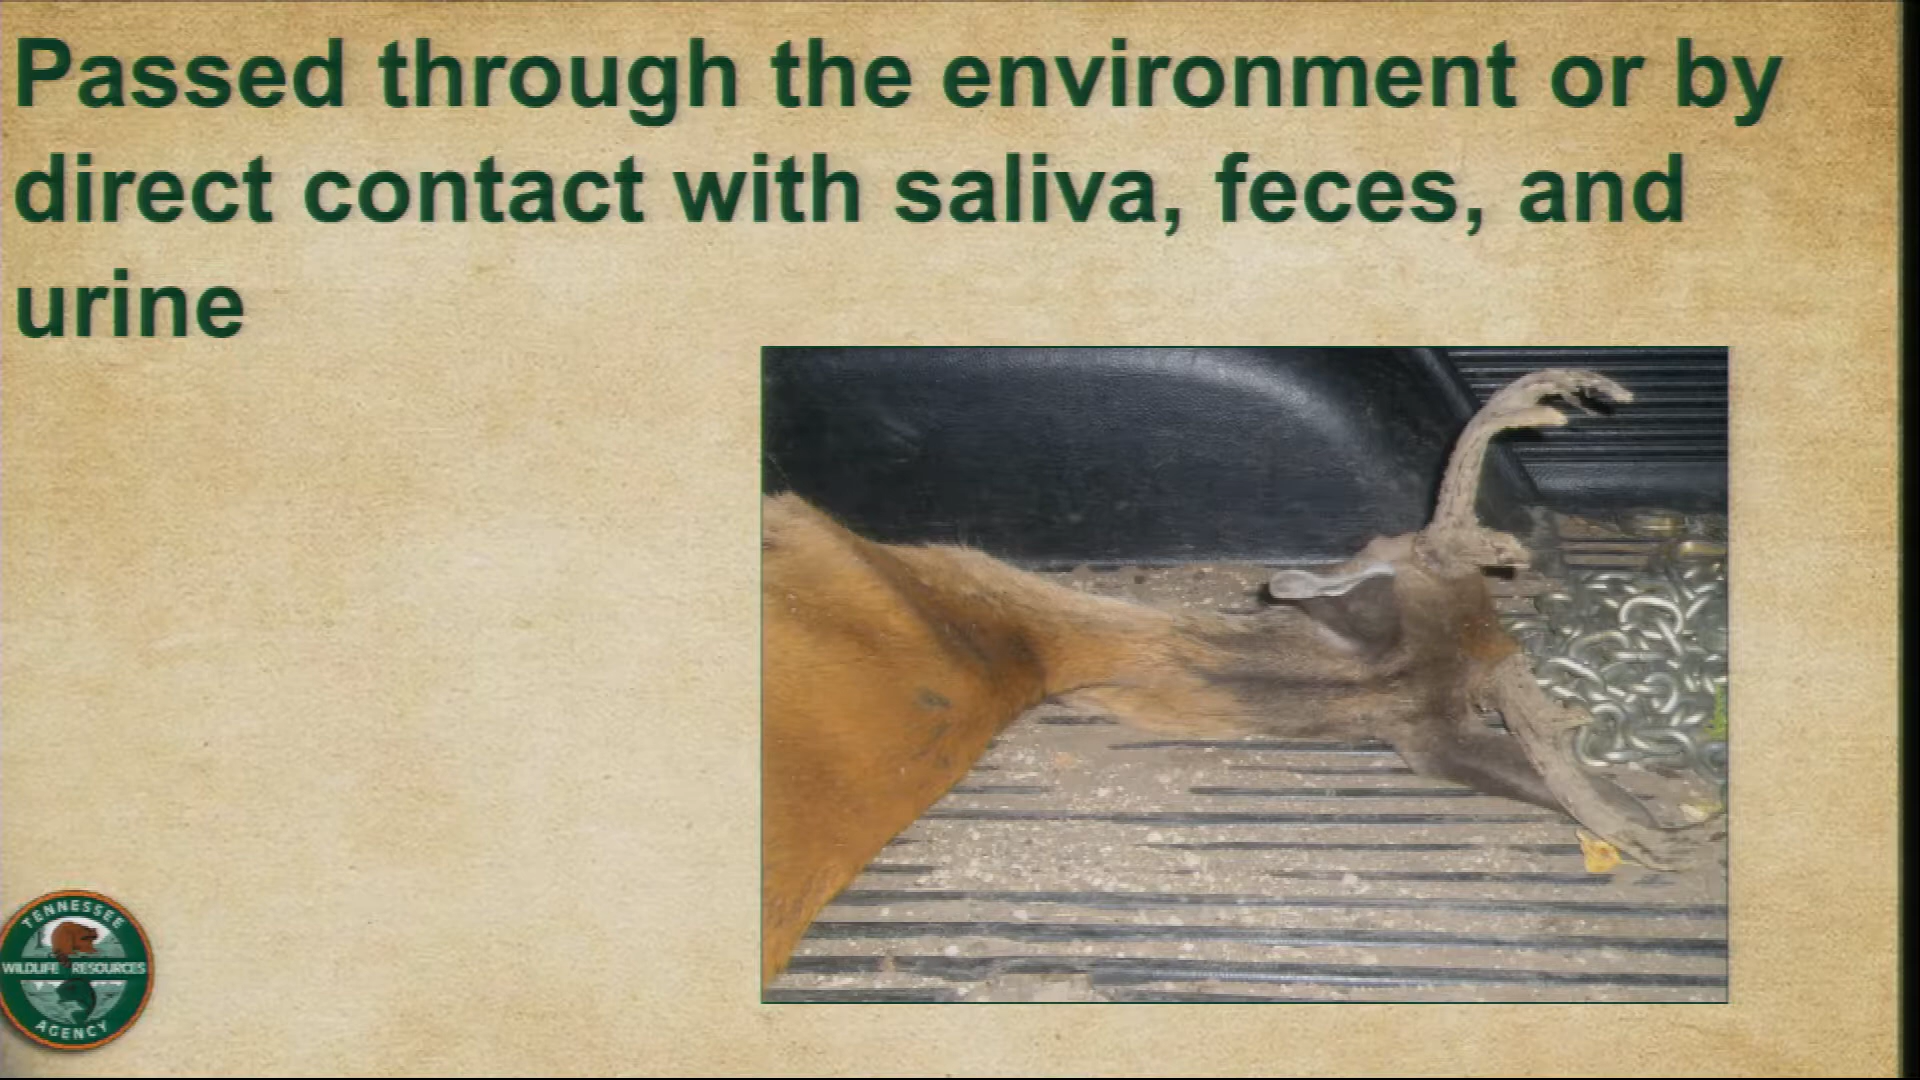 Passed through the environment or by
direct contact with saliva, feces, and
urine
TENNESSEE
WILDLIFE RESOURCES
AGENCY